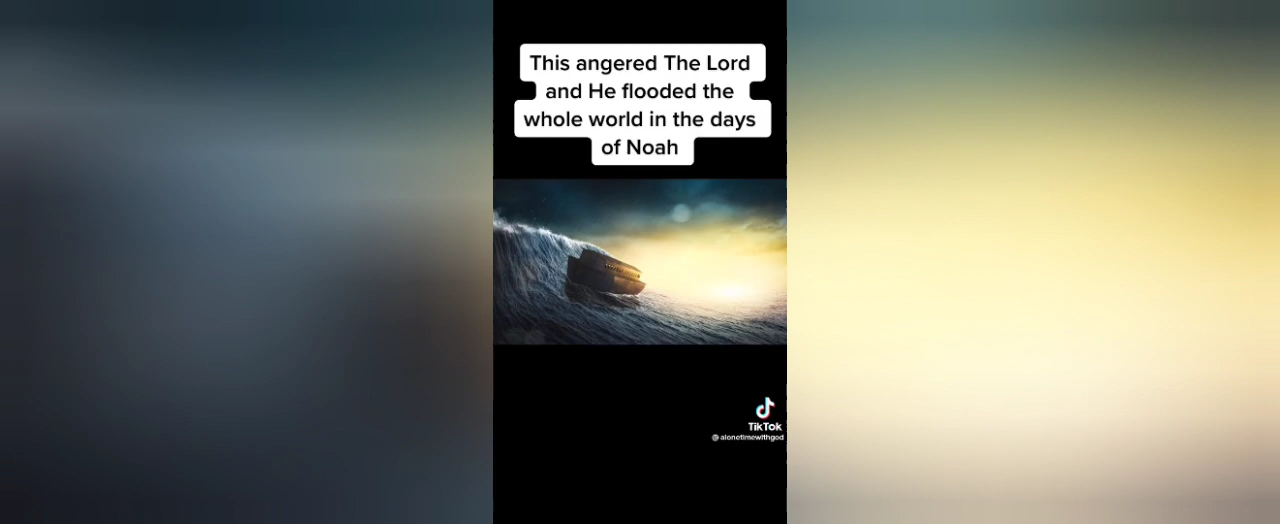 This angered The Lord
and He flooded the
whole world in the days
of Noah
TikTok
@alonetimewithgod